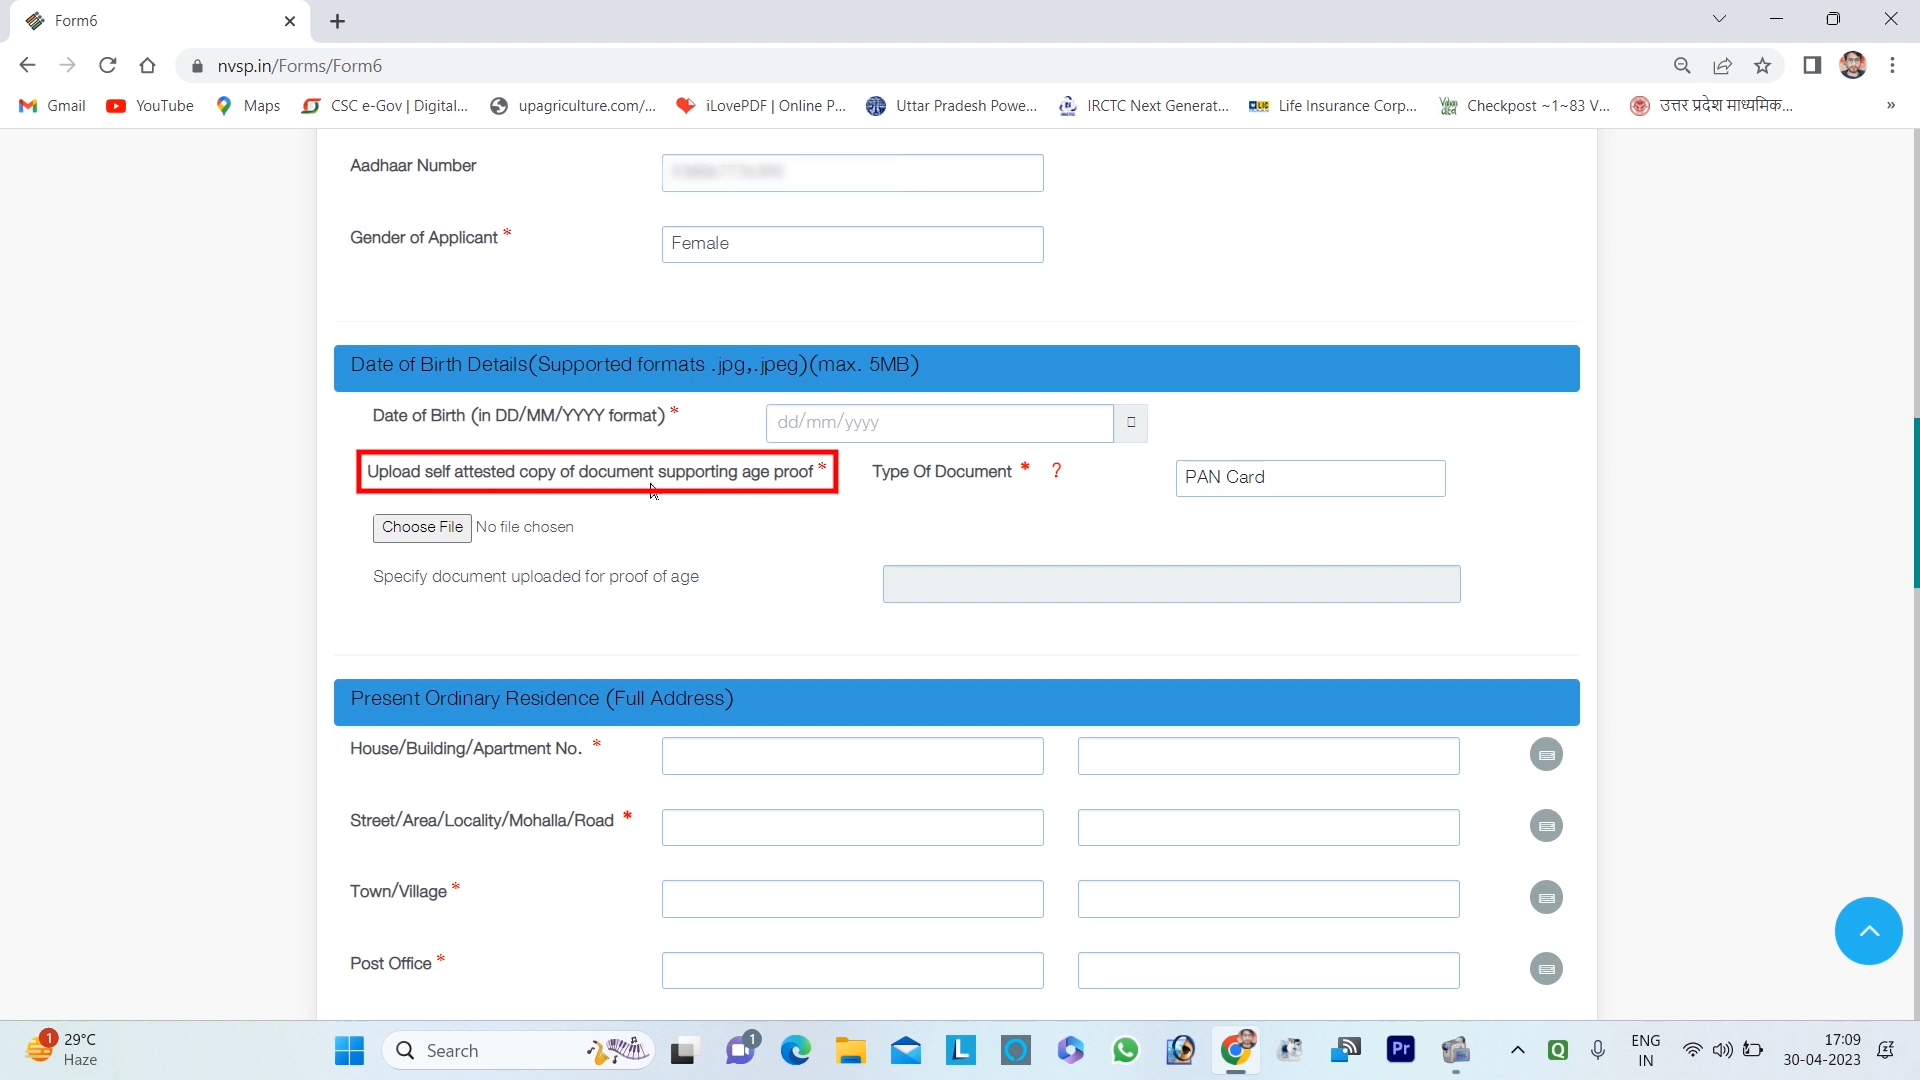 Form6
nvsp.in/Forms/Form6
Gmail YouTube Maps CSC e-Gov | Digital... upagriculture.com/... iLovePDF | Online P... Uttar Pradesh Powe... IRCTC Next Generat... Life Insurance Corp... Checkpost ~1~83 V... उत्तर प्रदेश माध्यमिक... »
Aadhaar Number
Gender of Applicant * Female
Date of Birth Details(Supported formats .jpg,.jpeg)(max. 5MB)
Date of Birth (in DD/MM/YYYY format) * dd/mm/yyyy
Upload self attested copy of document supporting age proof * Type Of Document * ? PAN Card
Choose File No file chosen
Specify document uploaded for proof of age
Present Ordinary Residence (Full Address)
House/Building/Apartment No. *
Street/Area/Locality/Mohalla/Road *
Town/Village *
Post Office *
1 29°C
Haze
Search 1 L Pr Q
ENG
IN
17:09
30-04-2023